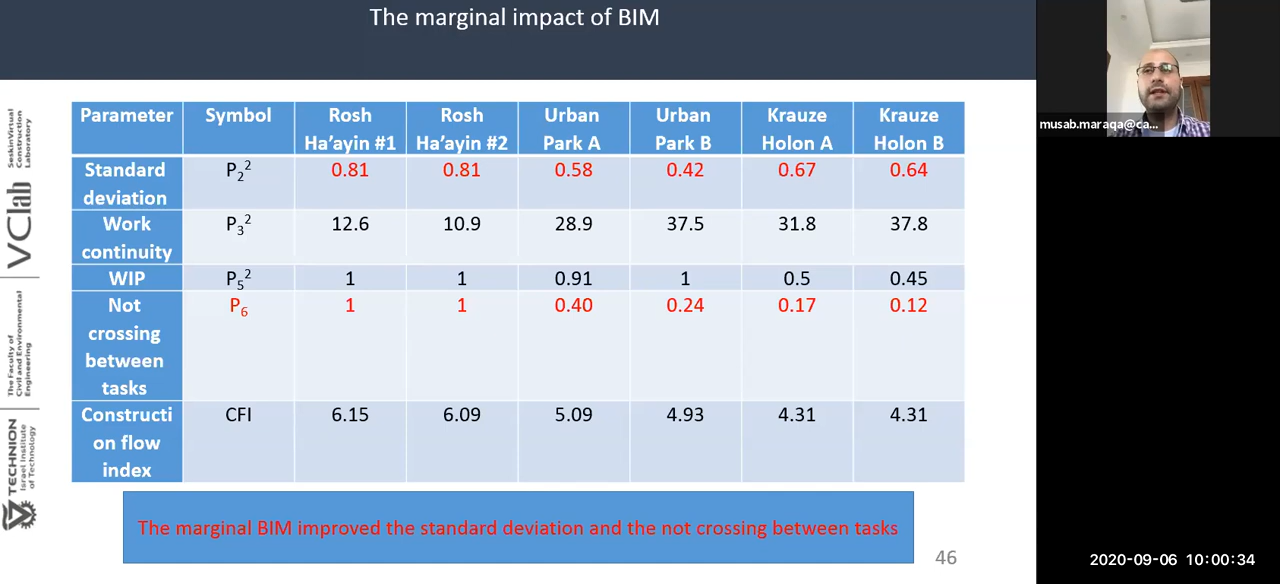 The marginal impact of BIM
Parameter Symbol Rosh Ha'ayin #1 Rosh Ha'ayin #2 Urban Park A Urban Park B Krauze Holon A Krauze Holon B
Standard deviation P₂² 0.81 0.81 0.58 0.42 0.67 0.64
Work continuity P₃² 12.6 10.9 28.9 37.5 31.8 37.8
WIP P₅² 1 1 0.91 1 0.5 0.45
Not crossing between tasks P₆ 1 1 0.40 0.24 0.17 0.12
Constructi on flow index CFI 6.15 6.09 5.09 4.93 4.31 4.31
The marginal BIM improved the standard deviation and the not crossing between tasks
46
SeskinVirtual
Construction
Laboratory
VClab
The Faculty of
Civil and Environmental
Engineering
TECHNION
Israel Institute
of Technology
musab.maraqa@ca...
2020-09-06 10:00:34